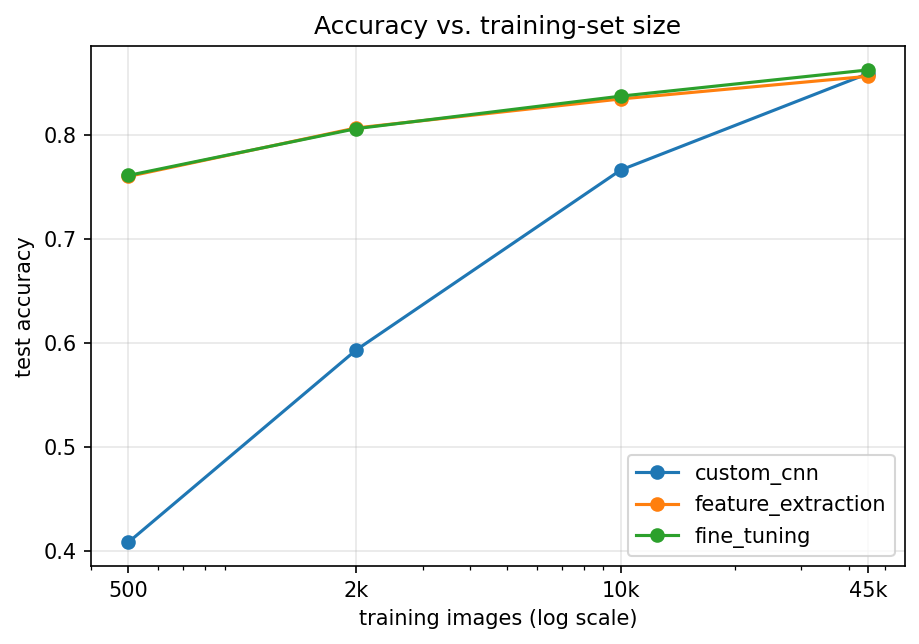 Accuracy vs. training-set size
test accuracy
0.8
0.7
0.6
0.5
0.4
500 2k 10k 45k
training images (log scale)
custom_cnn
feature_extraction
fine_tuning